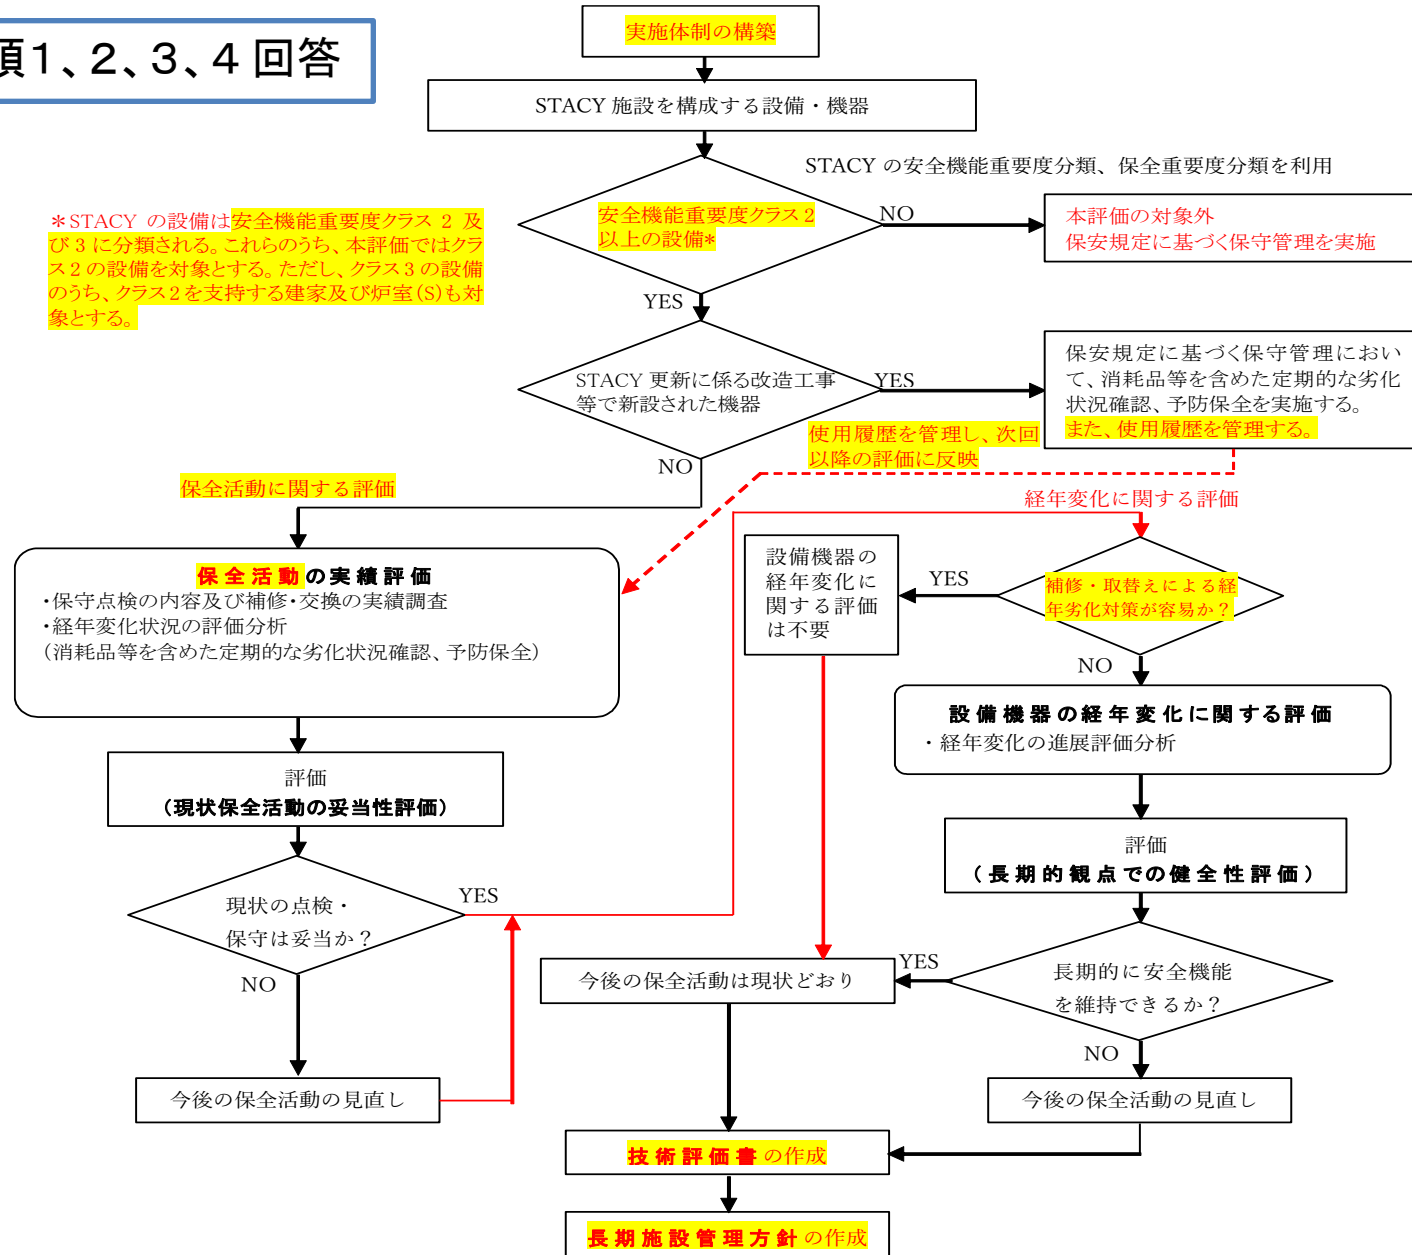 項１、２、３、４回答
実施体制の構築
STACY 施設を構成する設備・機器
STACY の安全機能重要度分類、保全重要度分類を利用
安全機能重要度クラス 2
以上の設備*
NO
本評価の対象外
保安規定に基づく保守管理を実施
*STACY の設備は安全機能重要度クラス 2 及
び 3 に分類される。これらのうち、本評価ではクラ
ス 2 の設備を対象とする。ただし、クラス 3 の設備
のうち、クラス 2 を支持する建家及び炉室(S)も対
象とする。
YES
STACY 更新に係る改造工事
等で新設された機器
YES
保安規定に基づく保守管理におい
て、消耗品等を含めた定期的な劣化
状況確認、予防保全を実施する。
また、使用履歴を管理する。
使用履歴を管理し、次回
以降の評価に反映
NO
保全活動に関する評価
経年変化に関する評価
保全活動の実績評価
・保守点検の内容及び補修・交換の実績調査
・経年変化状況の評価分析
(消耗品等を含めた定期的な劣化状況確認、予防保全)
設備機器の
経年変化に
関する評価
は不要
YES
補修・取替えによる経
年劣化対策が容易か？
NO
設備機器の経年変化に関する評価
・経年変化の進展評価分析
評価
(現状保全活動の妥当性評価)
評価
(長期的観点での健全性評価)
現状の点検・
保守は妥当か？
YES
NO
今後の保全活動は現状どおり
YES
長期的に安全機能
を維持できるか？
NO
今後の保全活動の見直し
今後の保全活動の見直し
技術評価書の作成
長期施設管理方針の作成